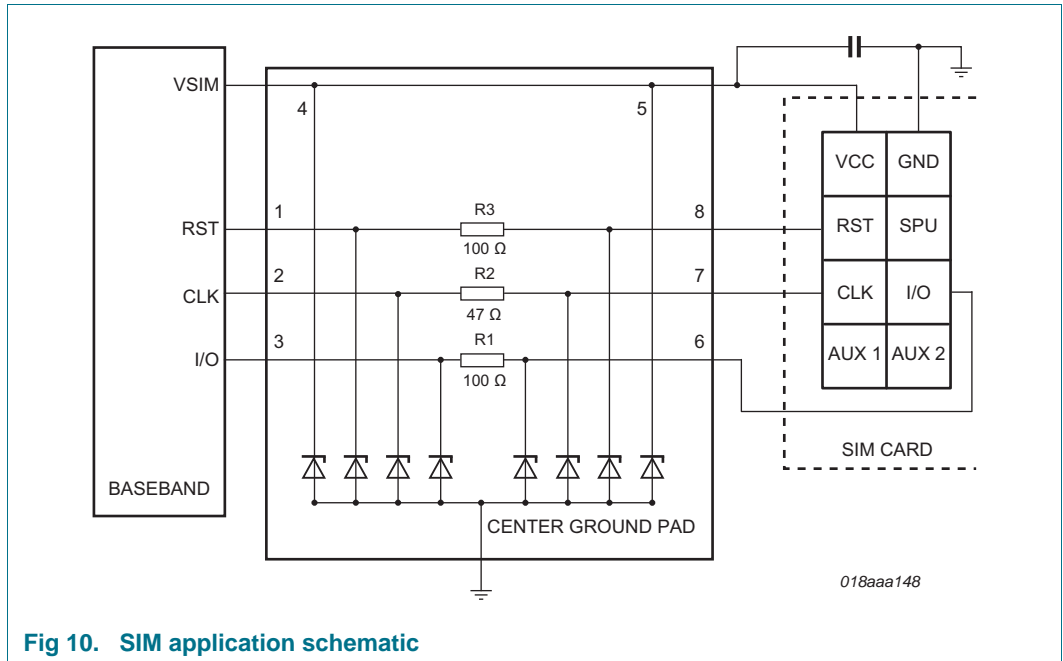 VSIM
4
5
VCC
GND
RST
1
R3
100 Ω
8
RST
SPU
CLK
2
R2
47 Ω
7
CLK
I/O
I/O
3
R1
100 Ω
6
AUX 1
AUX 2
SIM CARD
BASEBAND
CENTER GROUND PAD
018aaa148
Fig 10. SIM application schematic